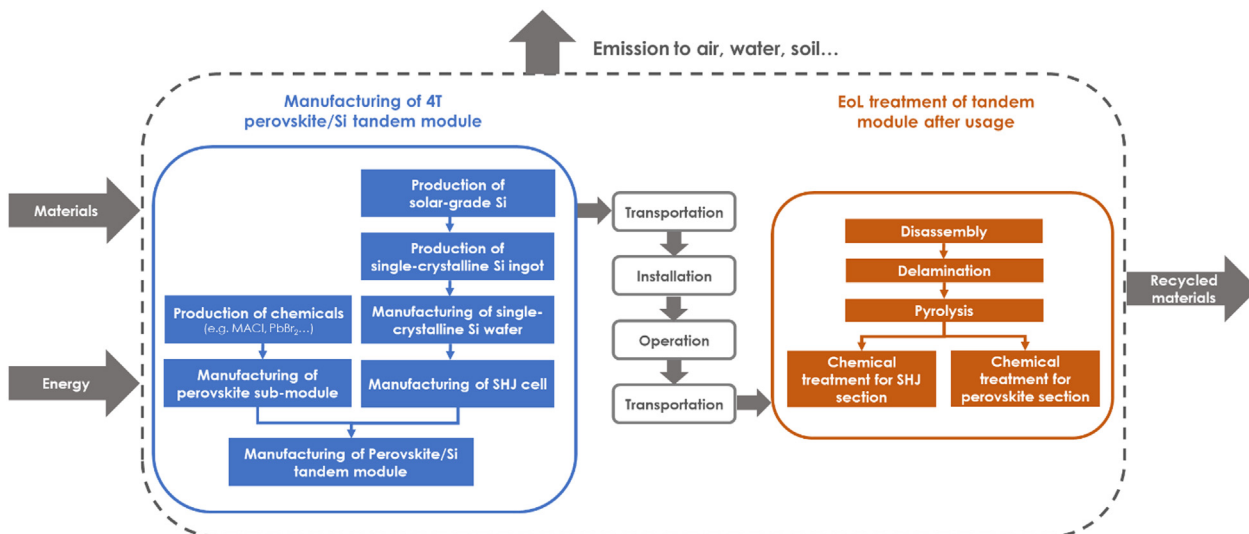 Emission to air, water, soil…
Manufacturing of 4T
perovskite/Si tandem module
EoL treatment of tandem
module after usage
Materials
Energy
Production of
solar-grade Si
Production of
single-crystalline Si ingot
Production of chemicals
(e.g. MACl, PbBr₂…)
Manufacturing of single-
crystalline Si wafer
Manufacturing of
perovskite sub-module
Manufacturing of SHJ cell
Manufacturing of Perovskite/Si
tandem module
Transportation
Installation
Operation
Transportation
Disassembly
Delamination
Pyrolysis
Chemical
treatment for SHJ
section
Chemical
treatment for
perovskite section
Recycled
materials